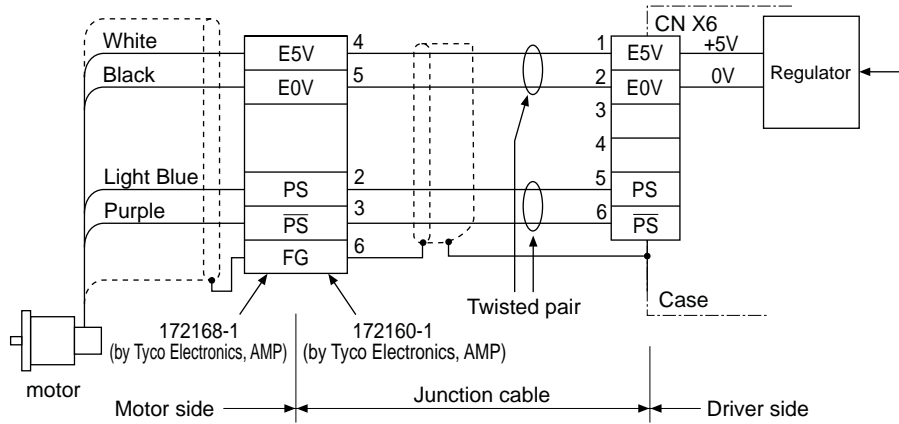 CN X6
White
4
1
+5V
E5V
E5V
Black
5
2
0V
Regulator
E0V
E0V
3
4
Light Blue
2
5
PS
PS
Purple
3
6
PS
PS
6
FG
Twisted pair
Case
172168-1
(by Tyco Electronics, AMP)
172160-1
(by Tyco Electronics, AMP)
motor
Motor side
Junction cable
Driver side